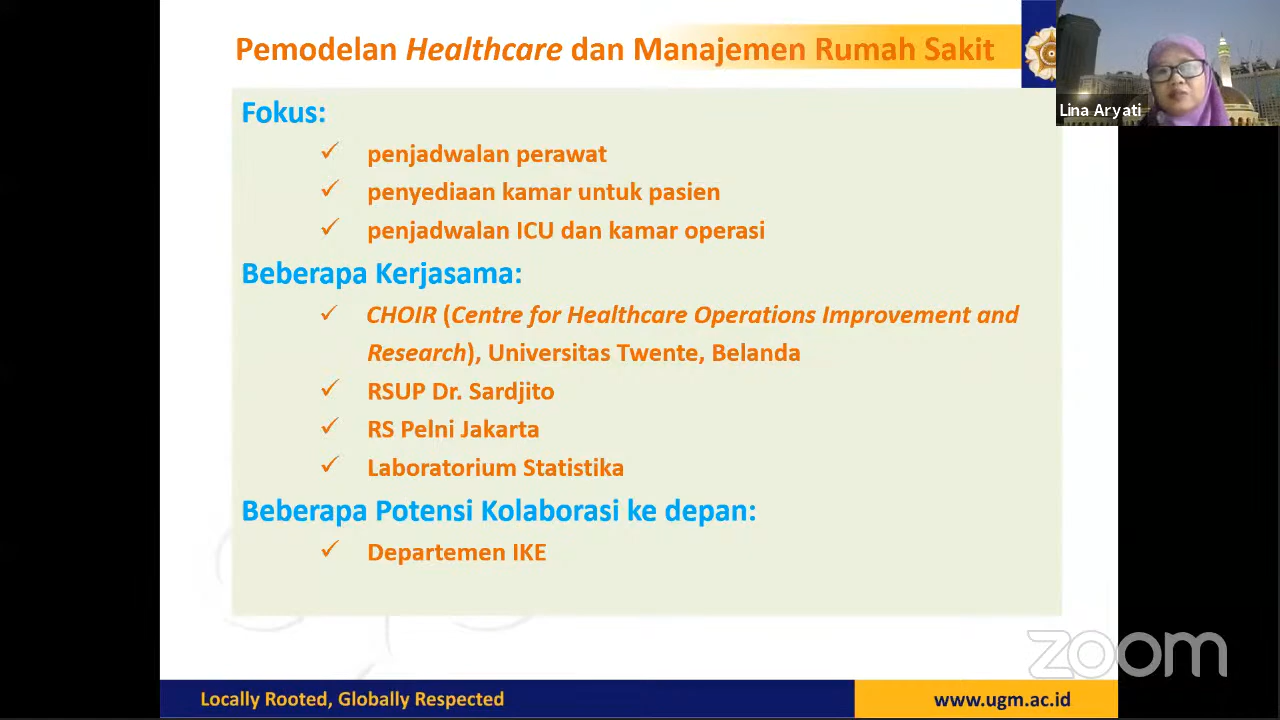 Pemodelan Healthcare dan Manajemen Rumah Sakit
Lina Aryati
Fokus:
✓ penjadwalan perawat
✓ penyediaan kamar untuk pasien
✓ penjadwalan ICU dan kamar operasi
Beberapa Kerjasama:
✓ CHOIR (Centre for Healthcare Operations Improvement and
Research), Universitas Twente, Belanda
✓ RSUP Dr. Sardjito
✓ RS Pelni Jakarta
✓ Laboratorium Statistika
Beberapa Potensi Kolaborasi ke depan:
✓ Departemen IKE
zoom
Locally Rooted, Globally Respected
www.ugm.ac.id